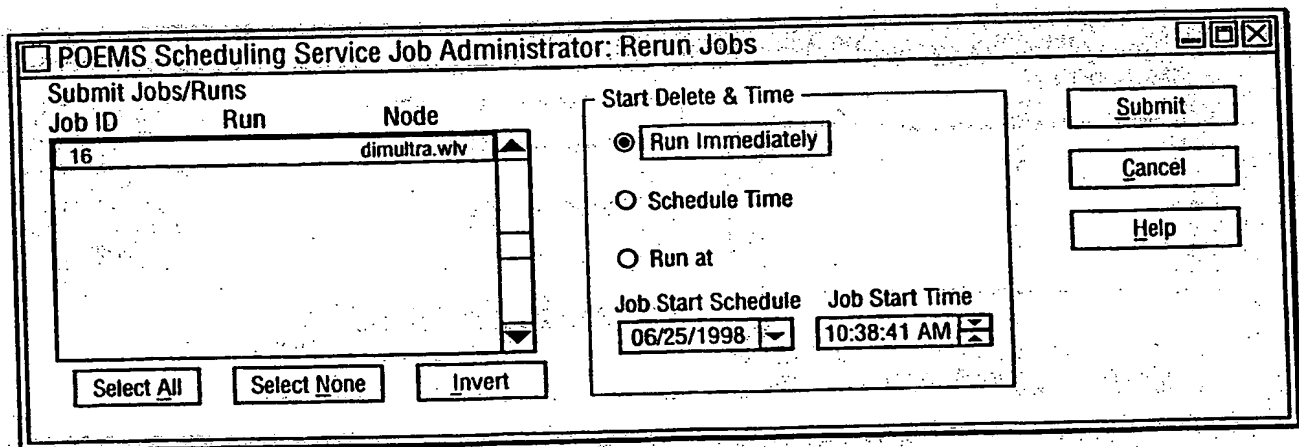 POEMS Scheduling Service Job Administrator: Rerun Jobs
Submit Jobs/Runs
Job ID Run Node
16 dimultra.wlv
Select All Select None Invert
Start Delete & Time
Run Immediately
Schedule Time
Run at
Job Start Schedule Job Start Time
06/25/1998 10:38:41 AM
Submit
Cancel
Help